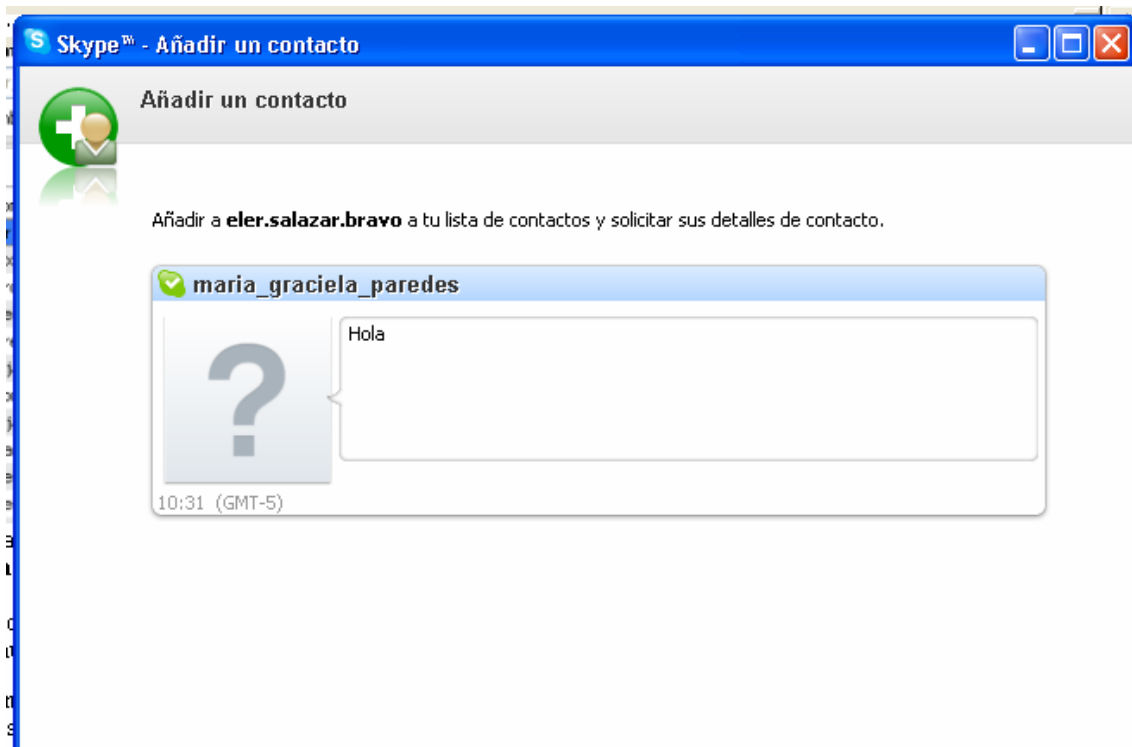 Skype™ - Añadir un contacto
Añadir un contacto
Añadir a eler.salazar.bravo a tu lista de contactos y solicitar sus detalles de contacto.
maria_graciela_paredes
Hola
10:31 (GMT-5)